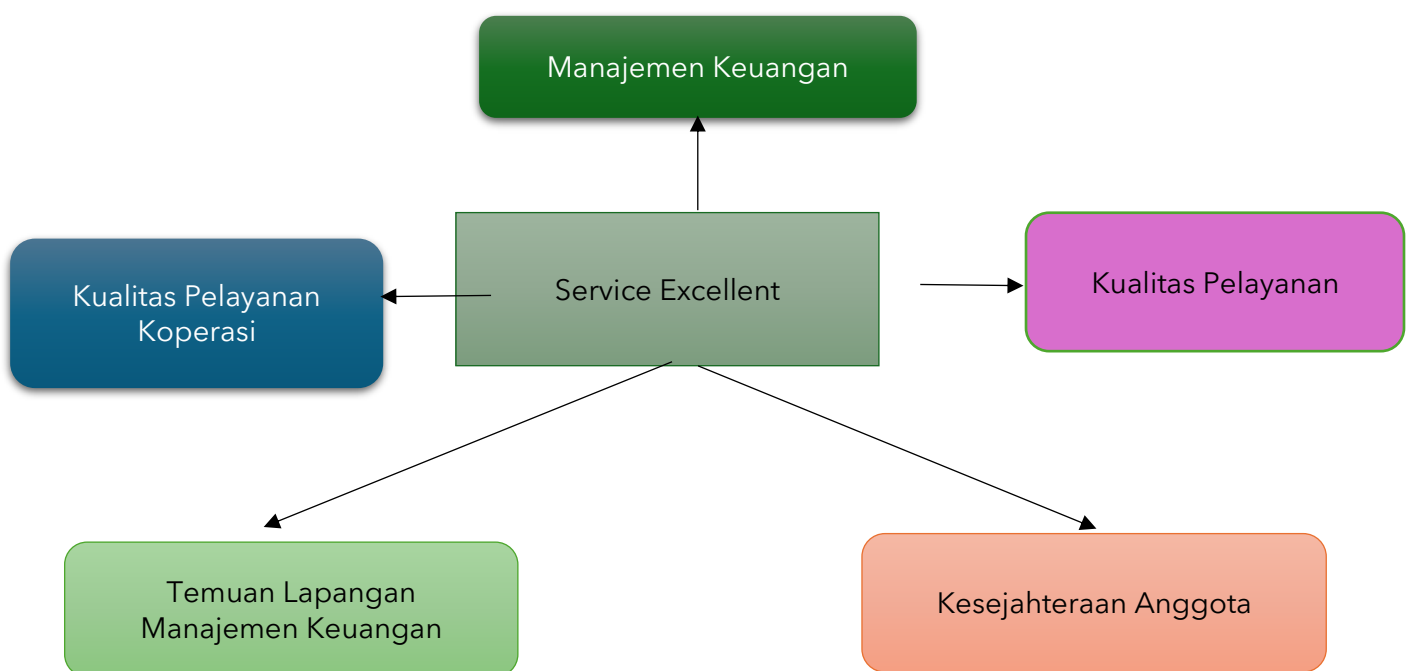 Manajemen Keuangan
Kualitas Pelayanan
Koperasi
Service Excellent
Kualitas Pelayanan
Temuan Lapangan
Manajemen Keuangan
Kesejahteraan Anggota